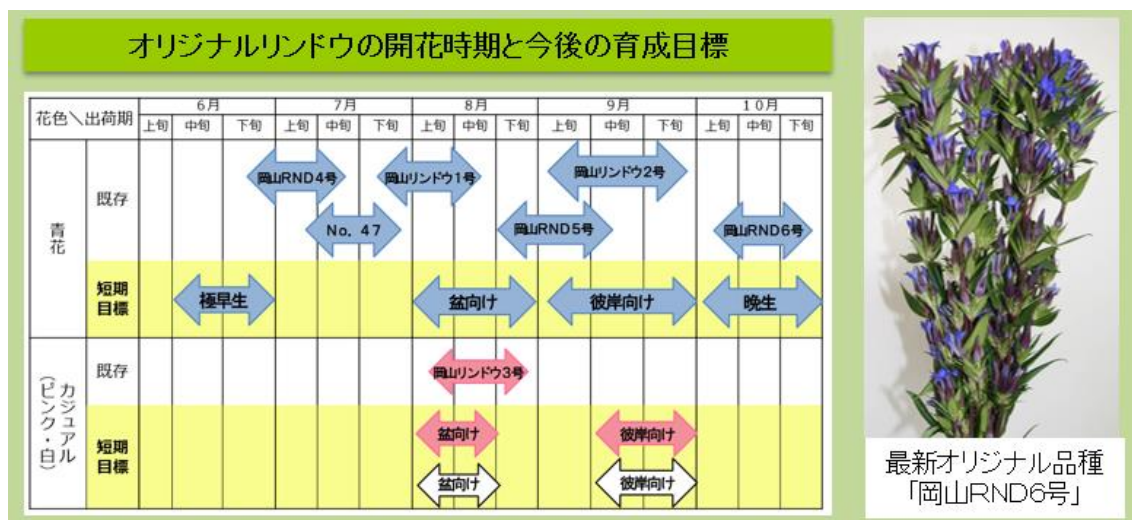 オリジナルリンドウの開花時期と今後の育成目標
花色＼出荷期
6月
7月
8月
9月
10月
上旬 中旬 下旬 上旬 中旬 下旬 上旬 中旬 下旬 上旬 中旬 下旬 上旬 中旬 下旬
青花
既存
岡山RND4号
岡山リンドウ1号
岡山リンドウ2号
No. 47
岡山RND5号
岡山RND6号
短期
目標
極早生
盆向け
彼岸向け
晩生
カジュアル
（ピンク・白）
既存
岡山リンドウ3号
短期
目標
盆向け
彼岸向け
盆向け
彼岸向け
最新オリジナル品種
「岡山RND6号」